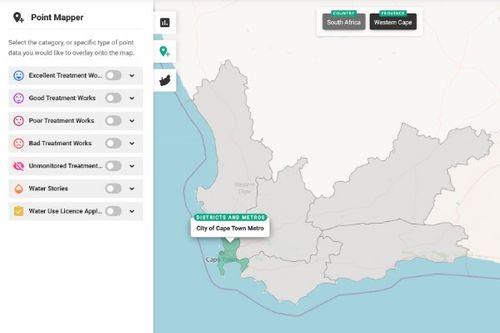 Point Mapper
Select the category, or specific type of point
data you would like to overlay onto the map.
Excellent Treatment Wo...
Good Treatment Works
Poor Treatment Works
Bad Treatment Works
Unmonitored Treatment...
Water Stories
Water Use Licence Appl...
COUNTRY
South Africa
PROVINCE
Western Cape
Western
Cape
DISTRICTS AND METROS
City of Cape Town Metro
Cape Town